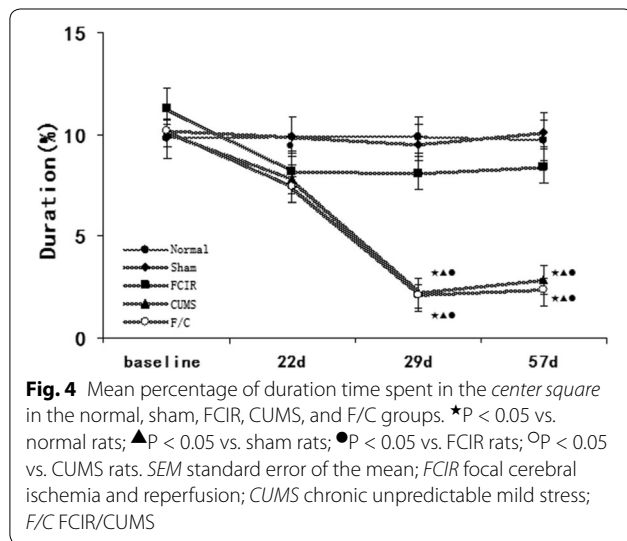 15
10
5
0
Duration(%)
Normal
Sham
FCIR
CUMS
F/C
★▲●
★▲●
★▲●
★▲●
baseline 22d 29d 57d
Fig. 4 Mean percentage of duration time spent in the center square
in the normal, sham, FCIR, CUMS, and F/C groups. ★P < 0.05 vs.
normal rats; ▲P < 0.05 vs. sham rats; ●P < 0.05 vs. FCIR rats; ○P < 0.05
vs. CUMS rats. SEM standard error of the mean; FCIR focal cerebral
ischemia and reperfusion; CUMS chronic unpredictable mild stress;
F/C FCIR/CUMS